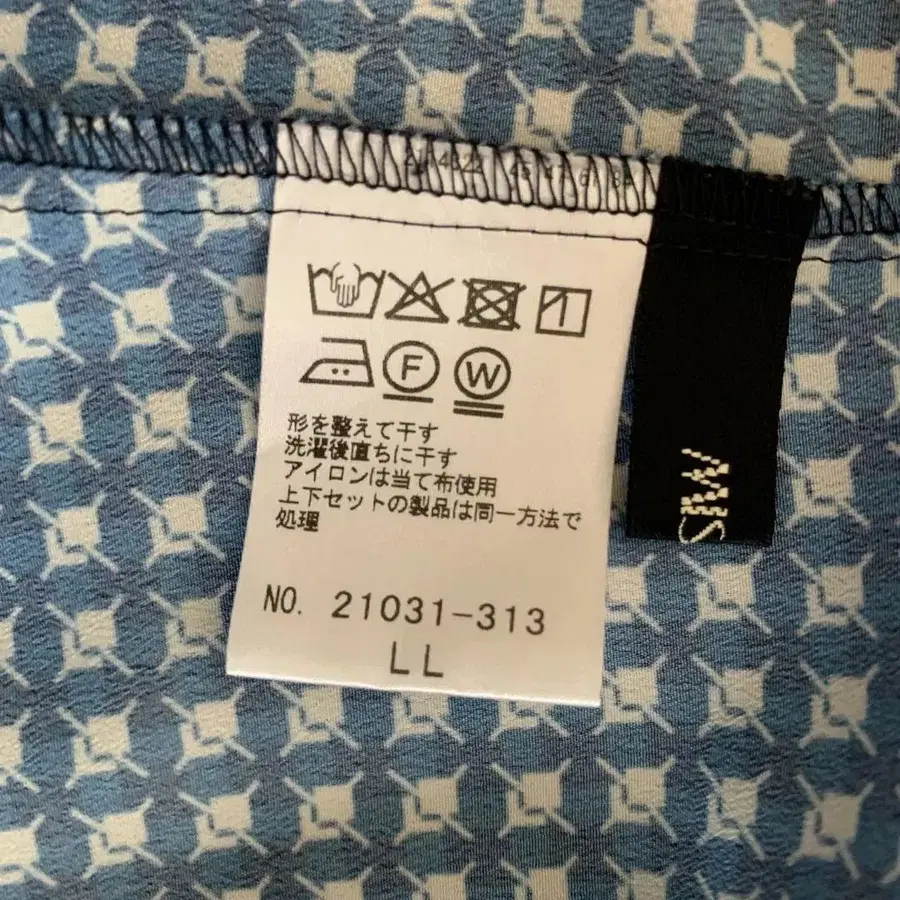 F
W
形を整えて干す
洗濯後直ちに干す
アイロンは当て布使用
上下セットの製品は同一方法で
処理
NO. 21031-313
LL
SMW